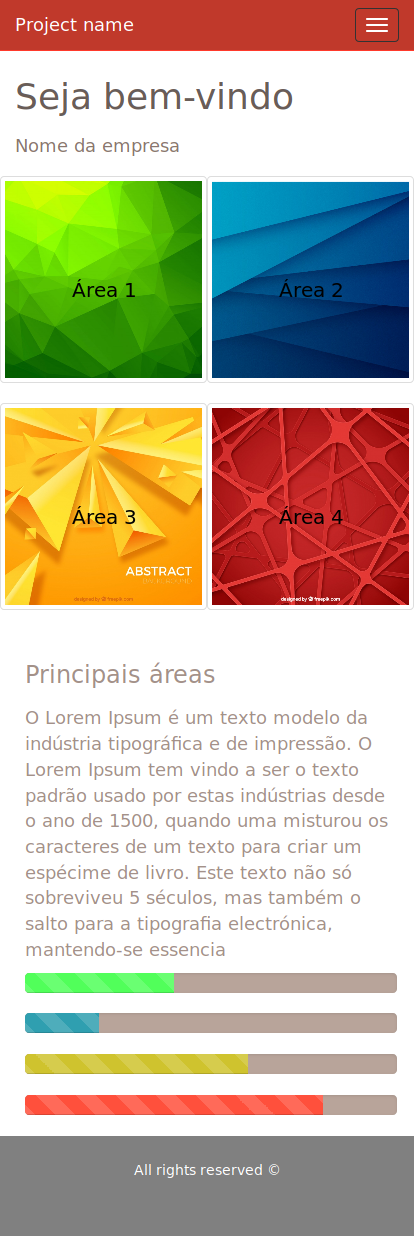 Project name
Seja bem-vindo
Nome da empresa
Área 1
Área 2
Área 3
ABSTRACT
designed by freepik.com
Área 4
designed by freepik.com
Principais áreas
O Lorem Ipsum é um texto modelo da
indústria tipográfica e de impressão. O
Lorem Ipsum tem vindo a ser o texto
padrão usado por estas indústrias desde
o ano de 1500, quando uma misturou os
caracteres de um texto para criar um
espécime de livro. Este texto não só
sobreviveu 5 séculos, mas também o
salto para a tipografia electrónica,
mantendo-se essencia
All rights reserved ©